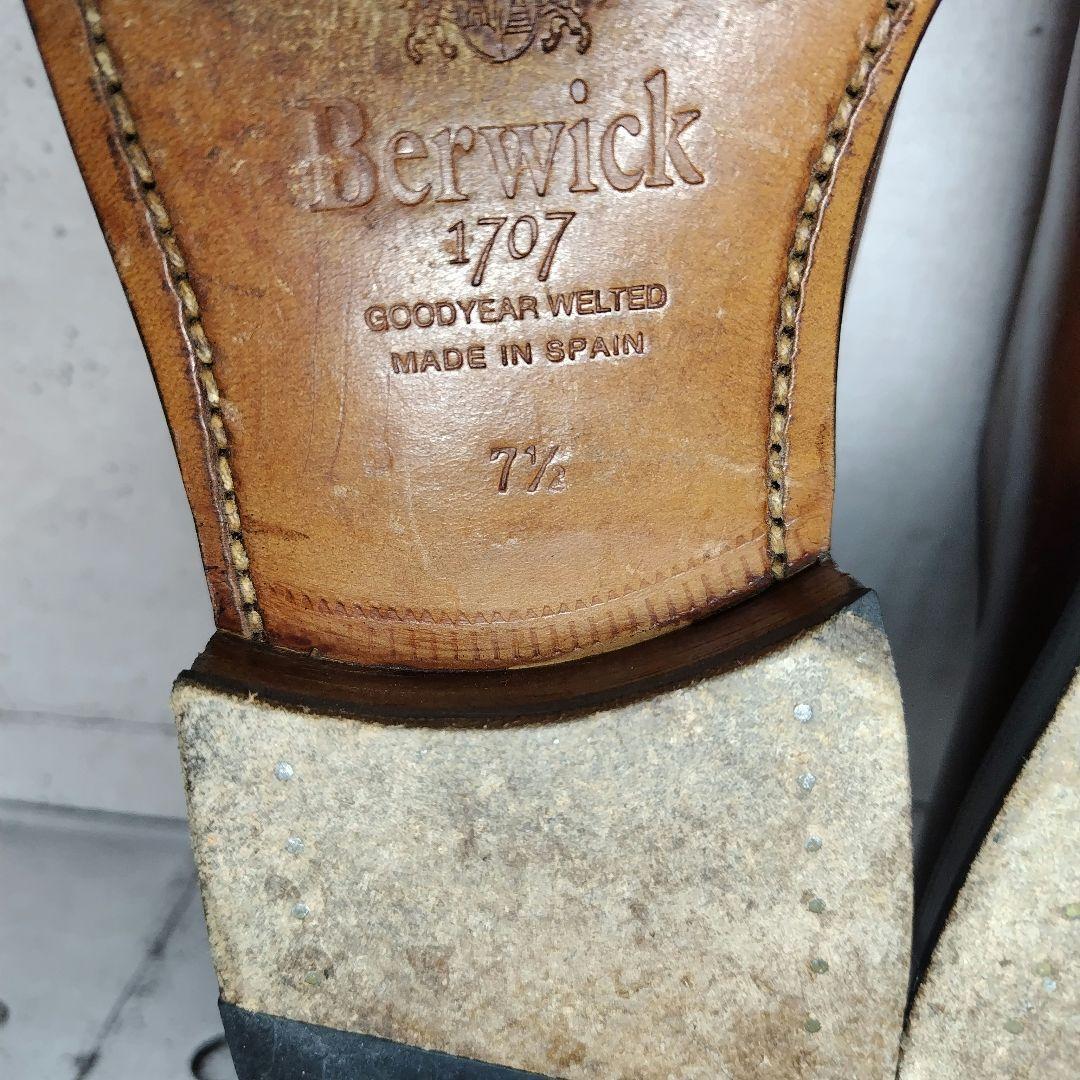 Berwick
1707
GOODYEAR WELTED
MADE IN SPAIN
7½